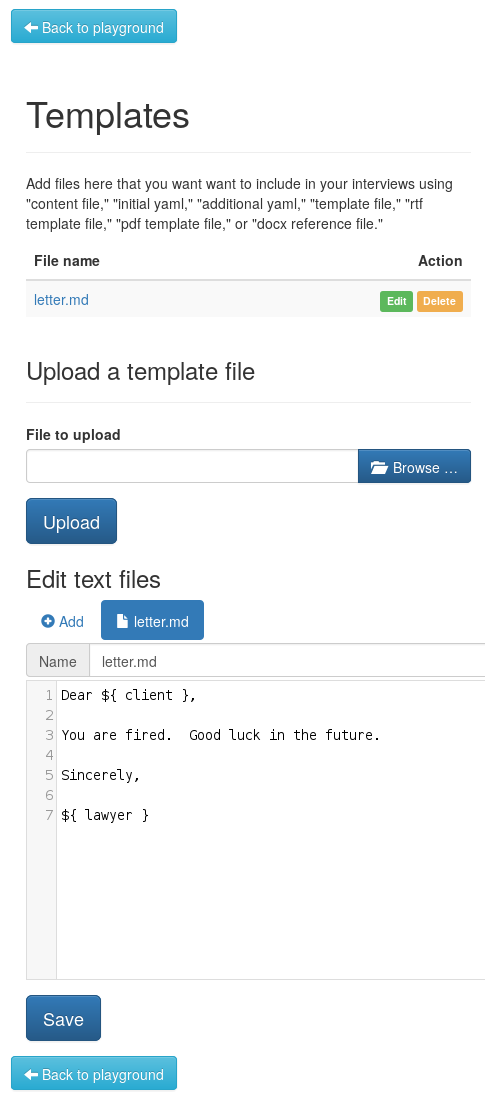 Back to playground
Templates
Add files here that you want want to include in your interviews using
"content file," "initial yaml," "additional yaml," "template file," "rtf
template file," "pdf template file," or "docx reference file."
File name Action
letter.md Edit Delete
Upload a template file
File to upload
Browse …
Upload
Edit text files
Add letter.md
Name letter.md
1 Dear ${ client },
2
3 You are fired.  Good luck in the future.
4
5 Sincerely,
6
7 ${ lawyer }
Save
Back to playground